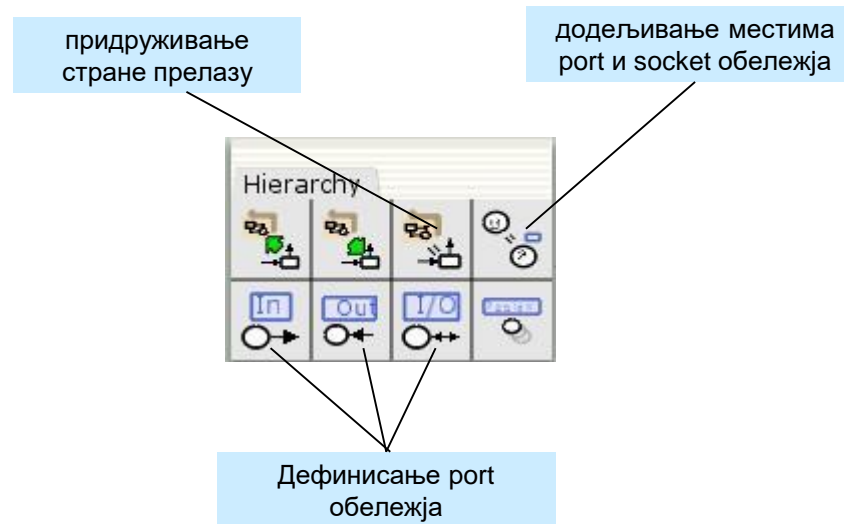 придруживање
стране прелазу
додељивање местима
port и socket обележја
Hierarchy
In
Out
I/O
Дефинисање port
обележја